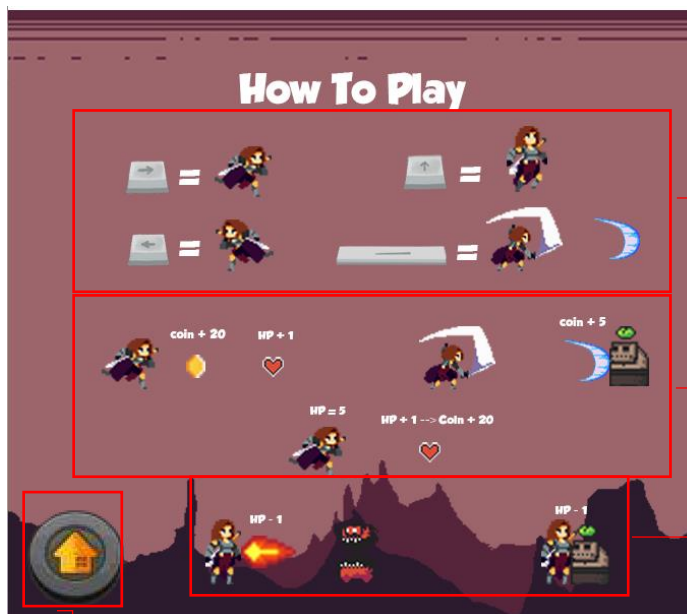 How To Play
=
=
=
=
coin + 20
HP + 1
coin + 5
HP = 5
HP + 1 --> Coin + 20
HP - 1
HP - 1